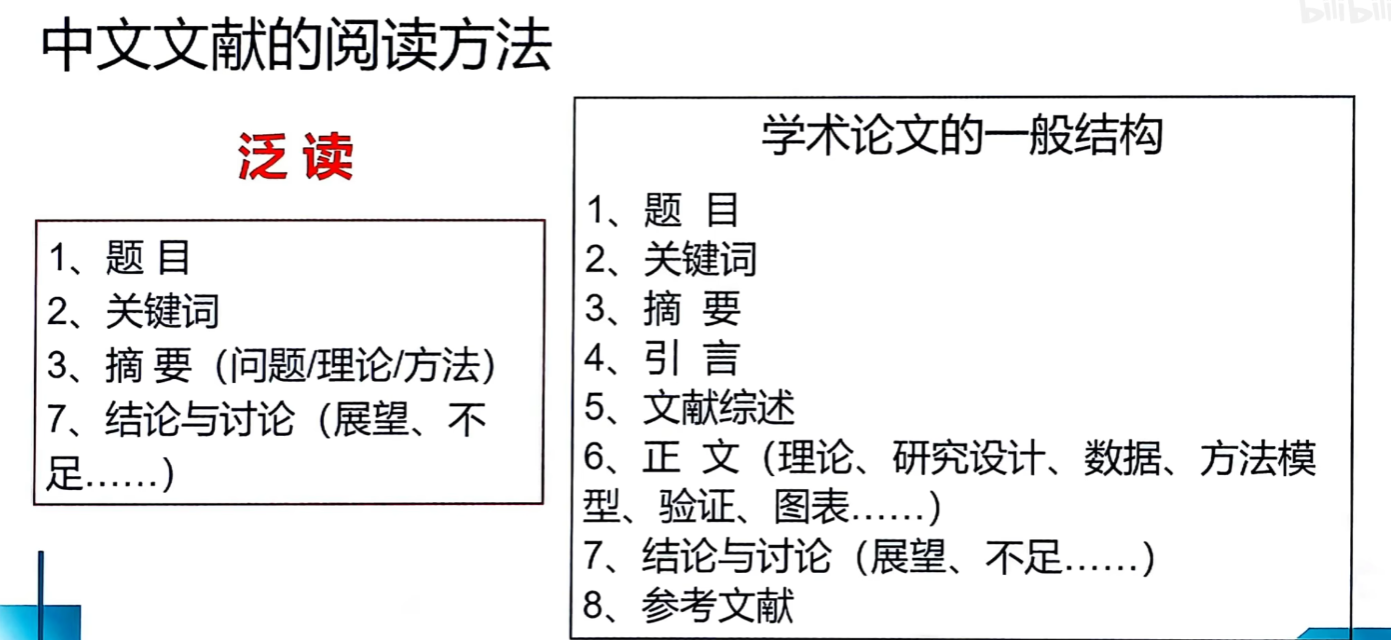 bilibili
中文文献的阅读方法
泛 读
1、题 目
2、关键词
3、摘 要（问题/理论/方法）
7、结论与讨论（展望、不
足……）
学术论文的一般结构
1、题 目
2、关键词
3、摘 要
4、引 言
5、文献综述
6、正 文（理论、研究设计、数据、方法模
型、验证、图表……）
7、结论与讨论（展望、不足……）
8、参考文献